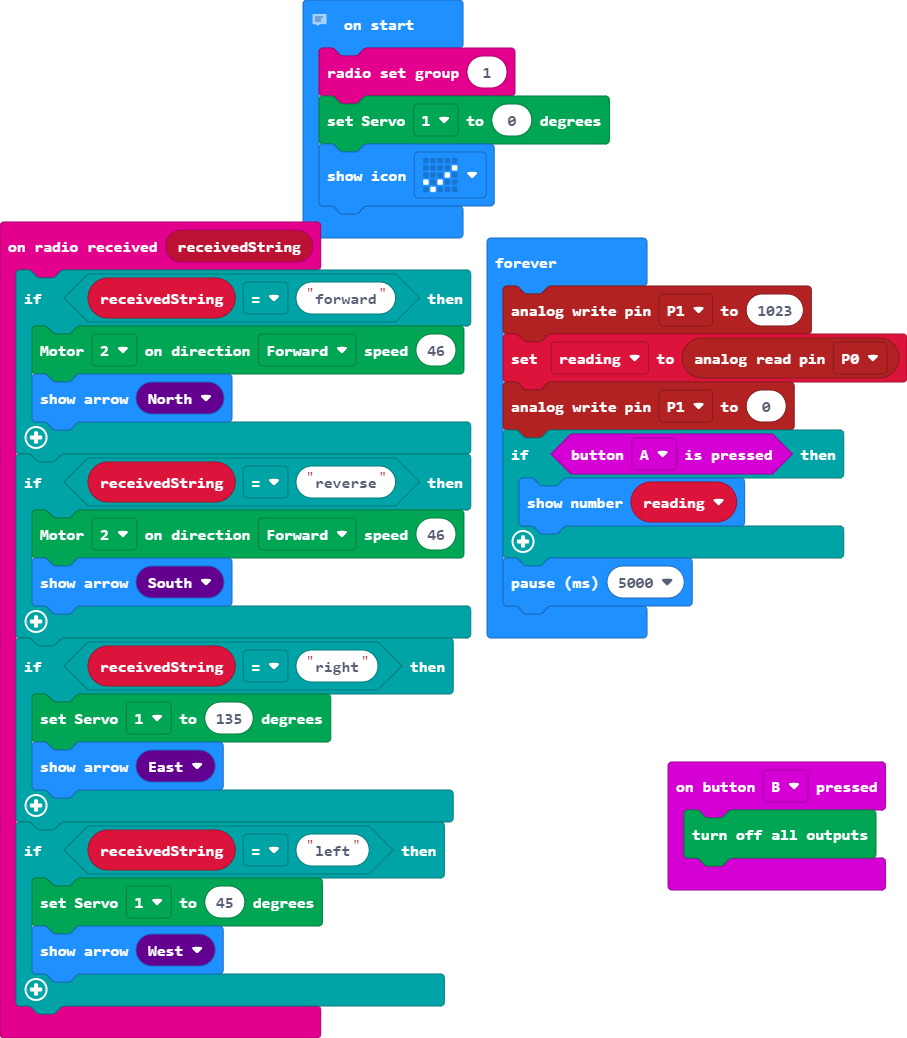 on start
radio set group 1
set Servo 1 to 0 degrees
show icon
on radio received receivedString
if receivedString = "forward" then
Motor 2 on direction Forward speed 46
show arrow North
if receivedString = "reverse" then
Motor 2 on direction Forward speed 46
show arrow South
if receivedString = "right" then
set Servo 1 to 135 degrees
show arrow East
if receivedString = "left" then
set Servo 1 to 45 degrees
show arrow West
forever
analog write pin P1 to 1023
set reading to analog read pin P0
analog write pin P1 to 0
if button A is pressed then
show number reading
pause (ms) 5000
on button B pressed
turn off all outputs